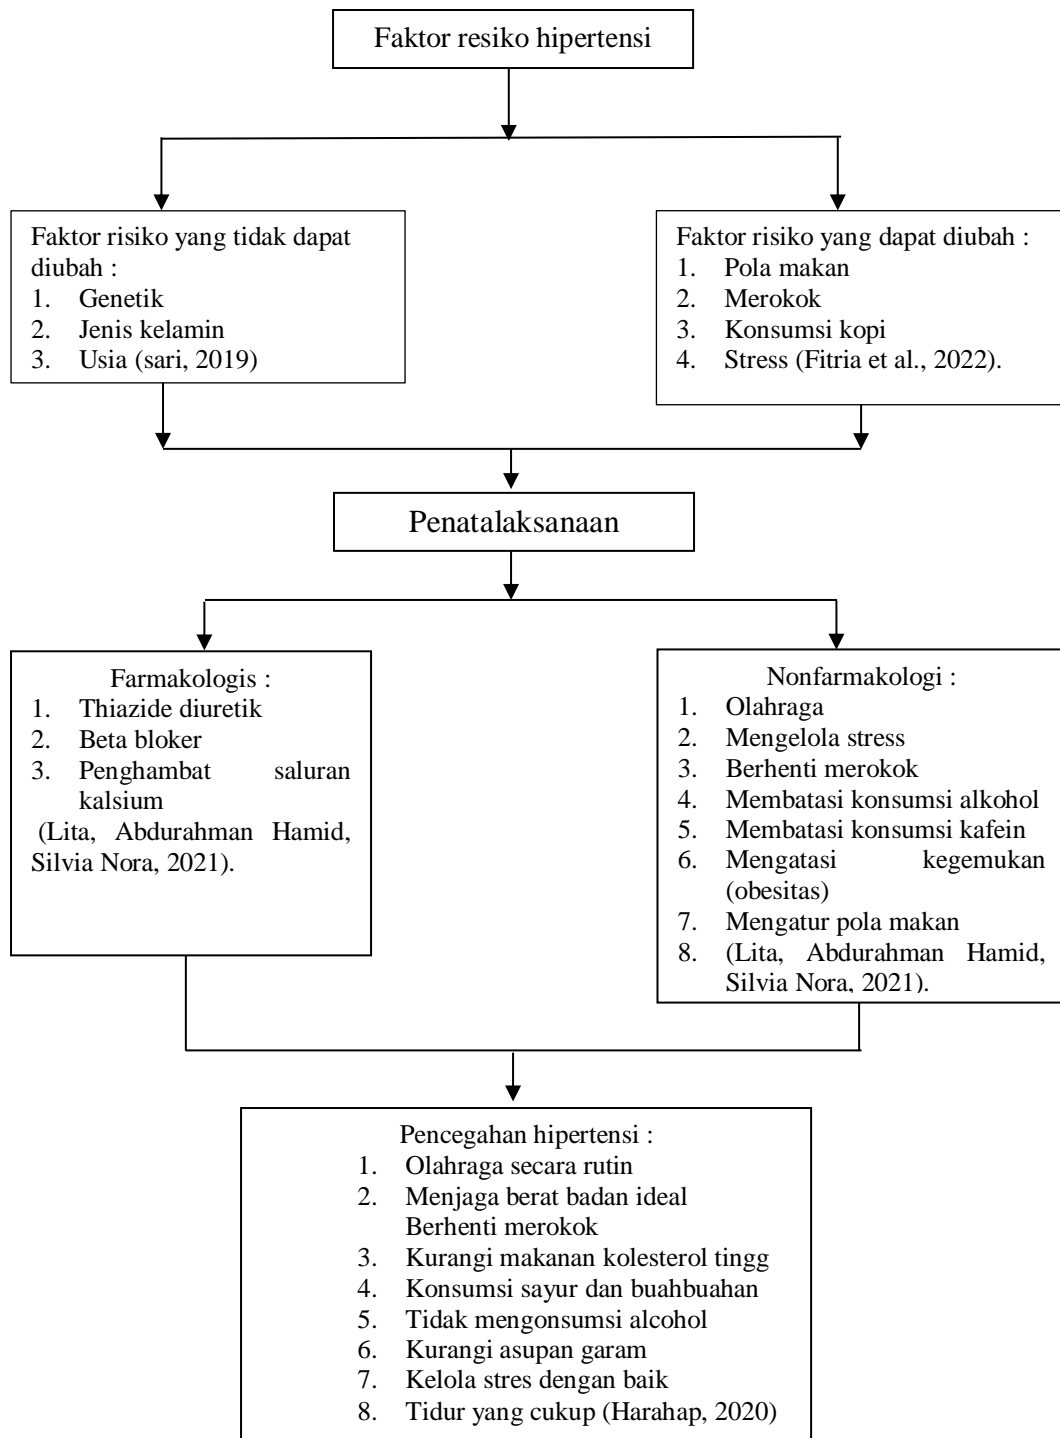 Faktor resiko hipertensi
Faktor risiko yang tidak dapat
diubah :
1. Genetik
2. Jenis kelamin
3. Usia (sari, 2019)
Faktor risiko yang dapat diubah :
1. Pola makan
2. Merokok
3. Konsumsi kopi
4. Stress (Fitria et al., 2022).
Penatalaksanaan
Farmakologis :
1. Thiazide diuretik
2. Beta bloker
3. Penghambat saluran
kalsium
(Lita, Abdurahman Hamid,
Silvia Nora, 2021).
Nonfarmakologi :
1. Olahraga
2. Mengelola stress
3. Berhenti merokok
4. Membatasi konsumsi alkohol
5. Membatasi konsumsi kafein
6. Mengatasi kegemukan
(obesitas)
7. Mengatur pola makan
8. (Lita, Abdurahman Hamid,
Silvia Nora, 2021).
Pencegahan hipertensi :
1. Olahraga secara rutin
2. Menjaga berat badan ideal
Berhenti merokok
3. Kurangi makanan kolesterol tingg
4. Konsumsi sayur dan buahbuahan
5. Tidak mengonsumsi alcohol
6. Kurangi asupan garam
7. Kelola stres dengan baik
8. Tidur yang cukup (Harahap, 2020)